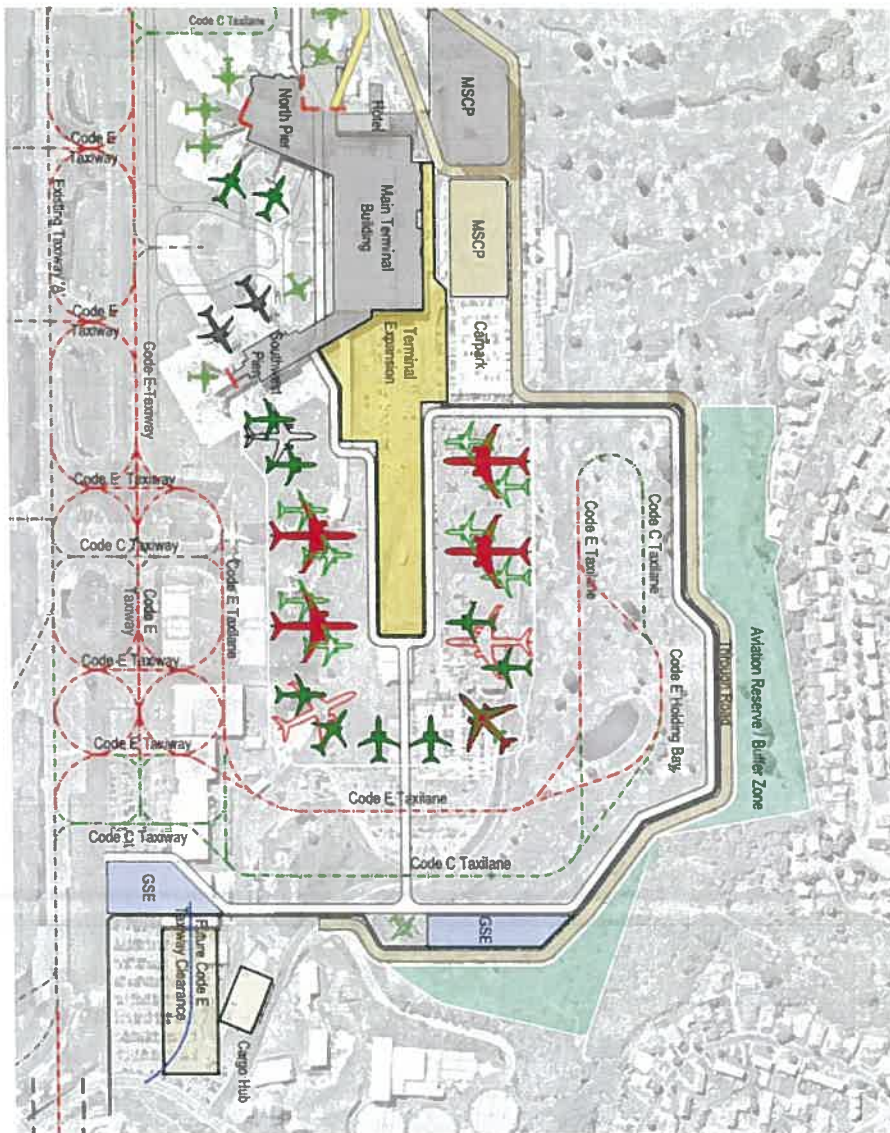 Code C Taxilane
MSCP
North Pier
Hotel
Code E
Taxiway
Existing Taxiway 'A'
Main Terminal
Building
MSCP
Code E
Taxiway
Code E Taxiway
Southwest
Pier
Terminal
Expansion
Carpark
Code E Taxiway
Code C Taxiway
Code E
Taxiway
Code E Taxilane
Code E Taxiway
Code E Taxiway
Code C Taxiway
Code C Taxilane
Code E Taxilane
Code E Holding Bay
Through Road
Aviation Reserve / Buffer Zone
Code E Taxilane
Code C Taxilane
GSE
GSE
Future Code E
Taxiway Clearance
Cargo Hub